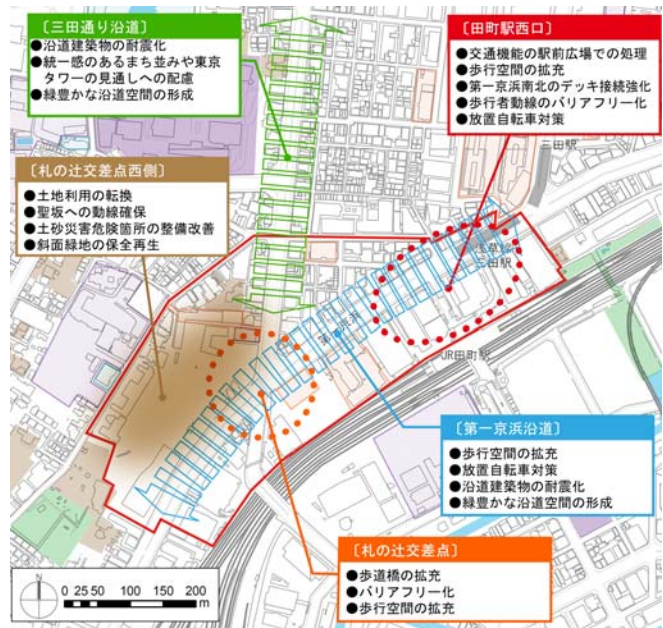 〔三田通り沿道〕
●沿道建築物の耐震化
●統一感のあるまち並みや東京
タワーの見通しへの配慮
●緑豊かな沿道空間の形成
〔田町駅西口〕
●交通機能の駅前広場での処理
●歩行空間の拡充
●第一京浜南北のデッキ接続強化
●歩行者動線のバリアフリー化
●放置自転車対策
三田駅
〔札の辻交差点西側〕
●土地利用の転換
●聖坂への動線確保
●土砂災害危険箇所の整備改善
●斜面緑地の保全再生
浅草線
三田駅
第一京浜
JR田町駅
〔第一京浜沿道〕
●歩行空間の拡充
●放置自転車対策
●沿道建築物の耐震化
●緑豊かな沿道空間の形成
〔札の辻交差点〕
●歩道橋の拡充
●バリアフリー化
●歩行空間の拡充
N
0 25 50 100 150 200
m